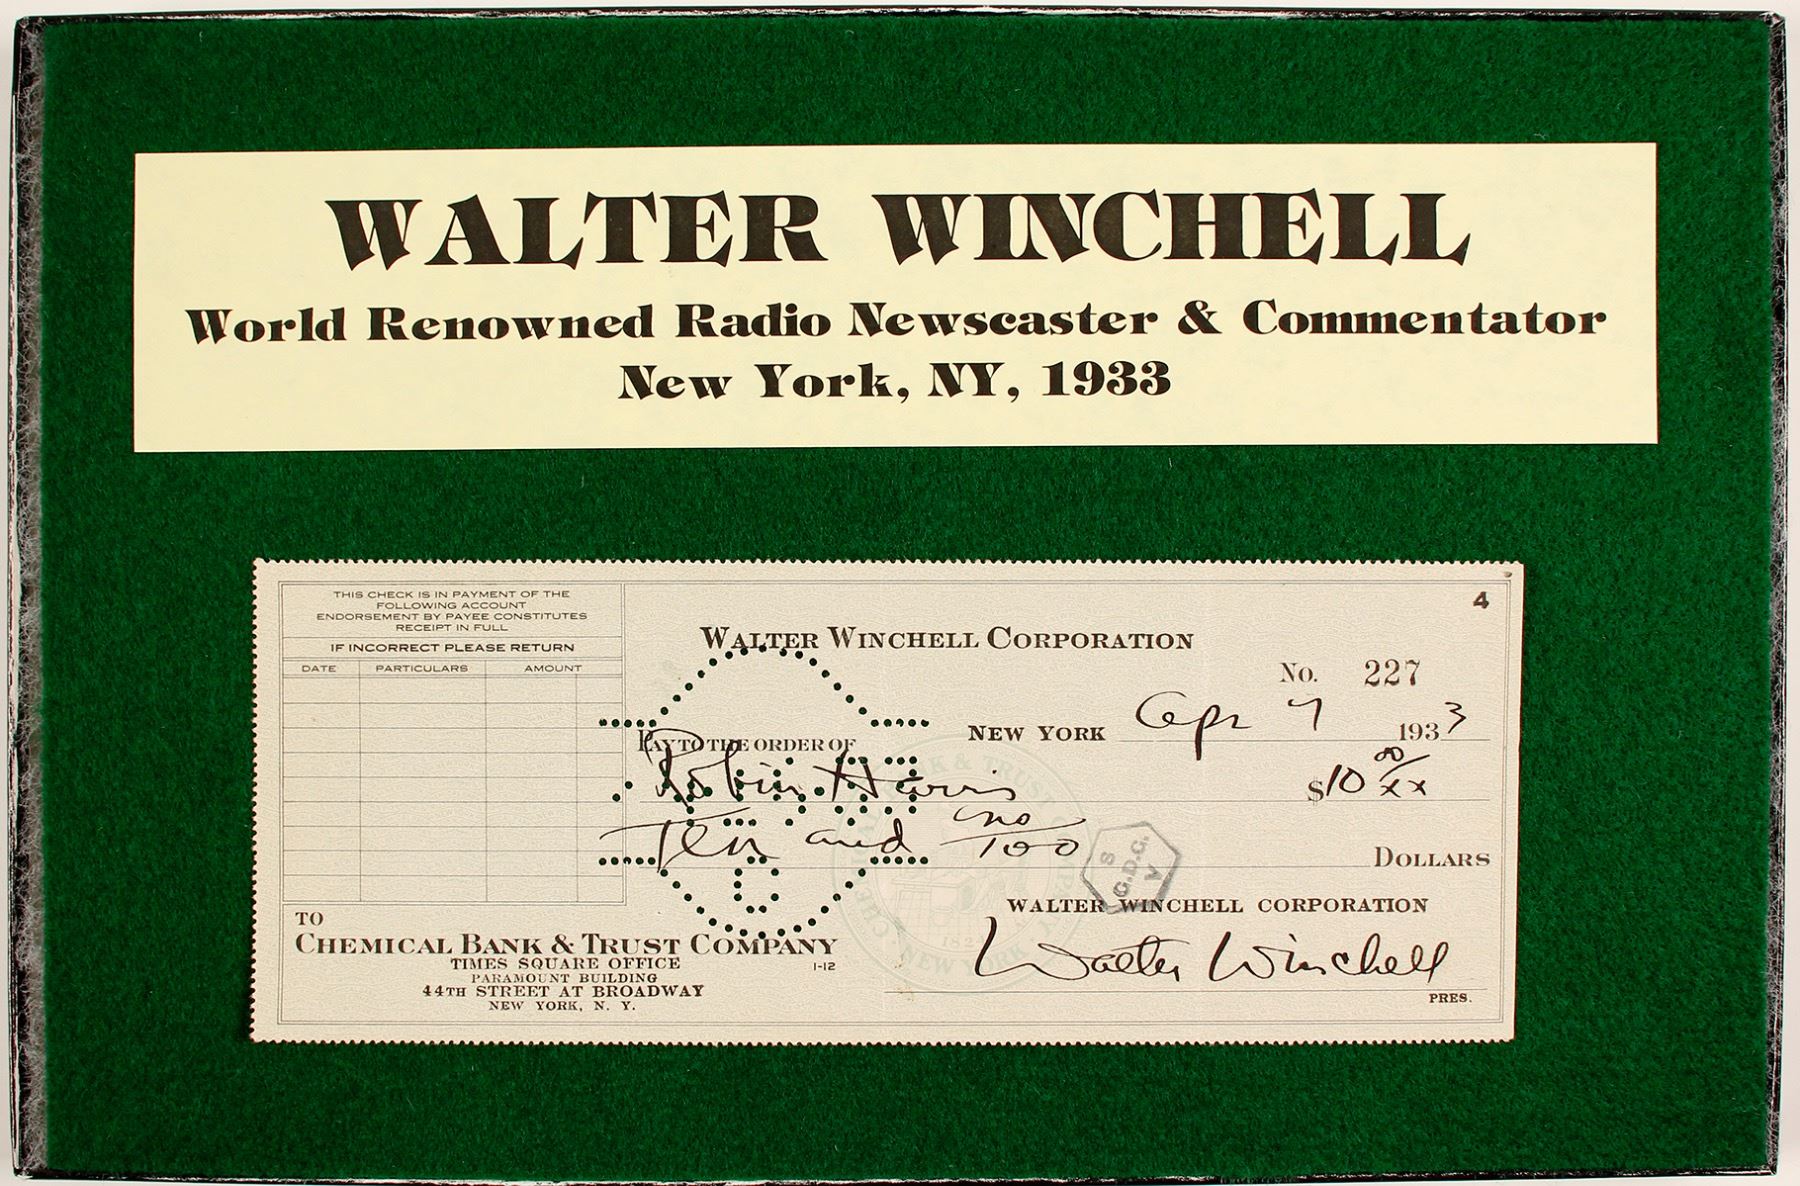 WALTER WINCHELL
World Renowned Radio Newscaster & Commentator
New York, NY, 1933
4
THIS CHECK IS IN PAYMENT OF THE
FOLLOWING ACCOUNT
ENDORSEMENT BY PAYEE CONSTITUTES
RECEIPT IN FULL
IF INCORRECT PLEASE RETURN
DATE PARTICULARS AMOUNT
WALTER WINCHELL CORPORATION
No. 227
NEW YORK Apr 7 1933
PAY TO THE ORDER OF
Robin Harris $10 00/xx
Ten and no/100 DOLLARS
S
G.D.C.
V
WALTER WINCHELL CORPORATION
Walter Winchell
PRES.
TO
CHEMICAL BANK & TRUST COMPANY
TIMES SQUARE OFFICE 1-12
PARAMOUNT BUILDING
44TH STREET AT BROADWAY
NEW YORK, N. Y.